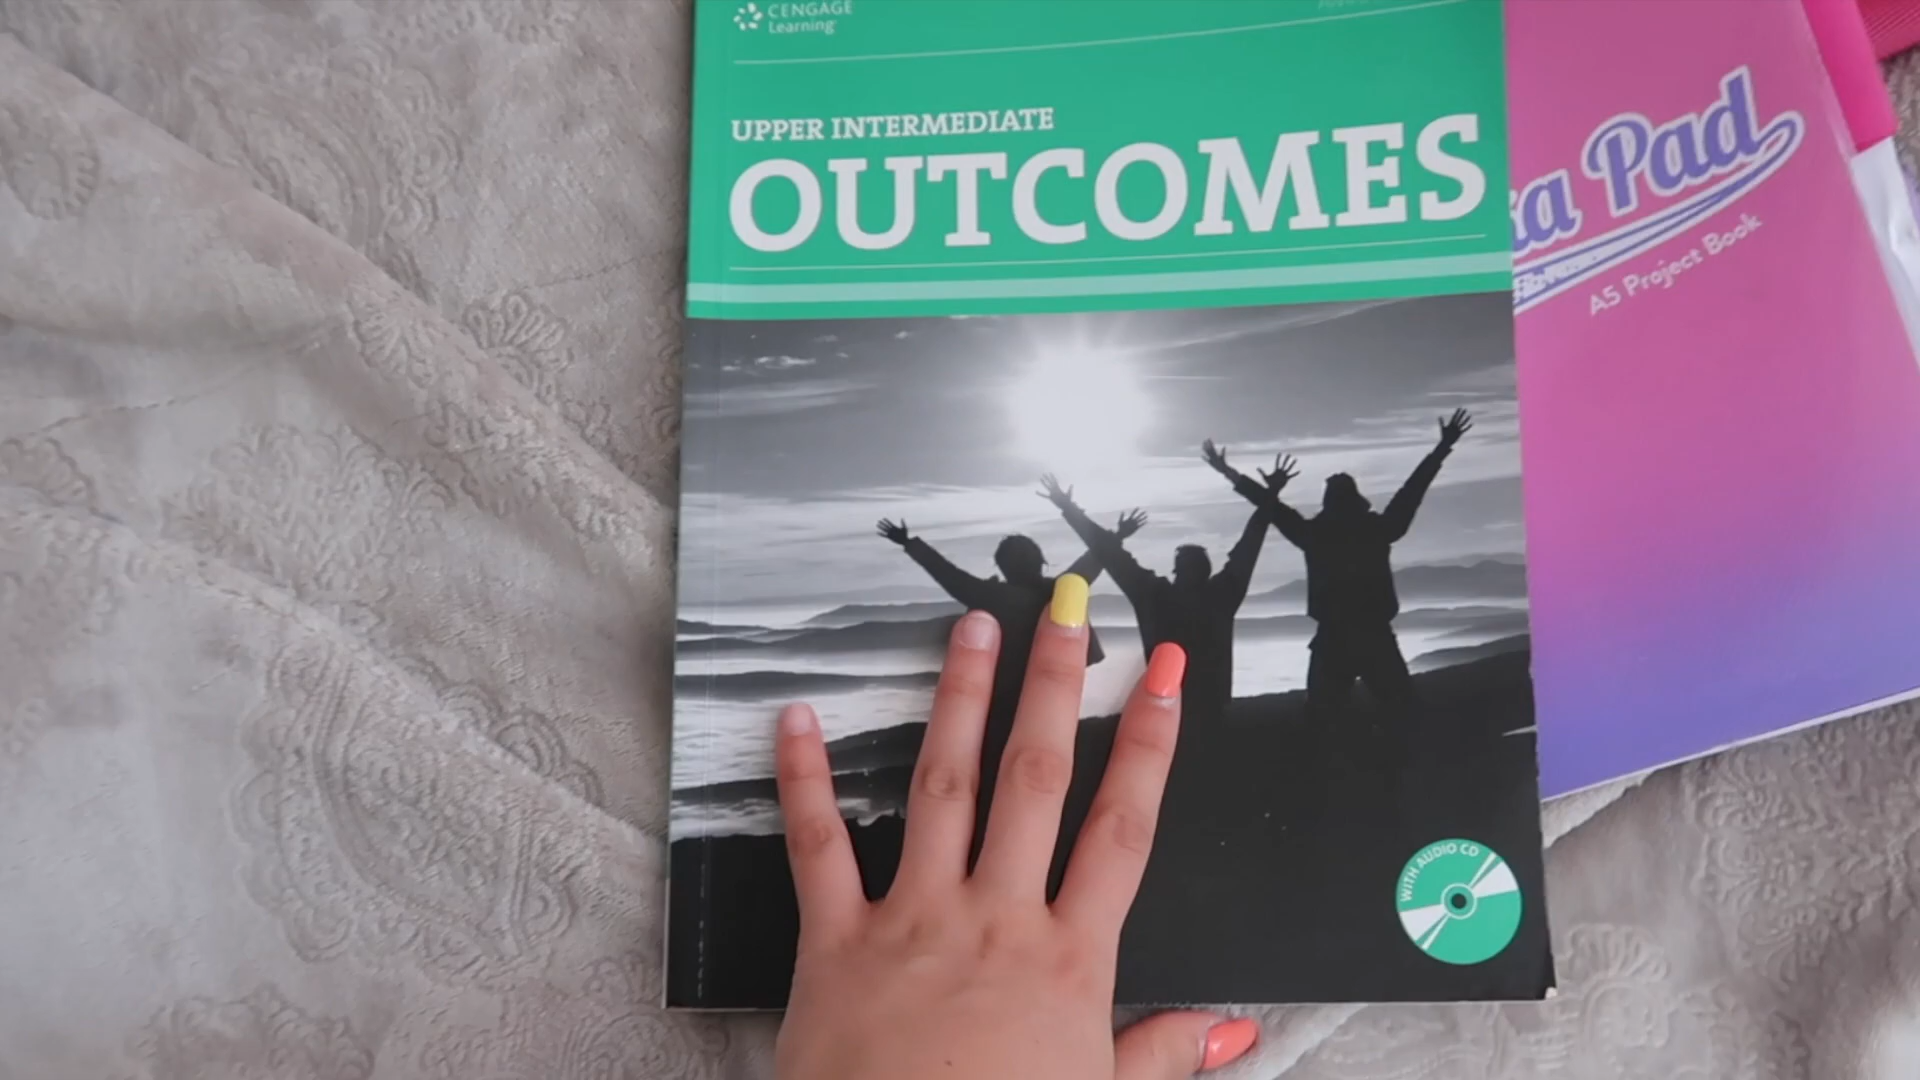 CENGAGE
Learning
UPPER INTERMEDIATE
OUTCOMES
WITH AUDIO CD
Pad
A5 Project Book